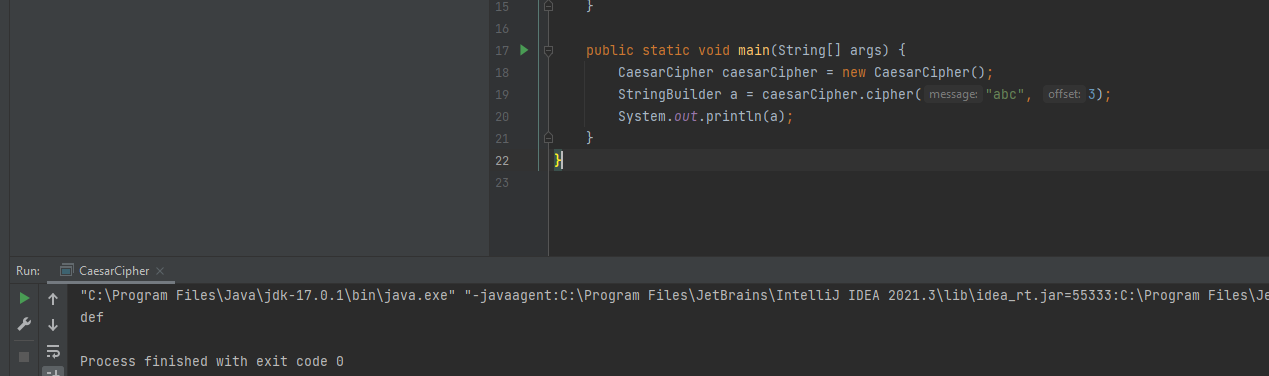 15 }
16
17 public static void main(String[] args) {
18 CaesarCipher caesarCipher = new CaesarCipher();
19 StringBuilder a = caesarCipher.cipher( message: "abc", offset: 3);
20 System.out.println(a);
21 }
22 }
23
Run: CaesarCipher ×
"C:\Program Files\Java\jdk-17.0.1\bin\java.exe" "-javaagent:C:\Program Files\JetBrains\IntelliJ IDEA 2021.3\lib\idea_rt.jar=55333:C:\Program Files\Je
def
Process finished with exit code 0